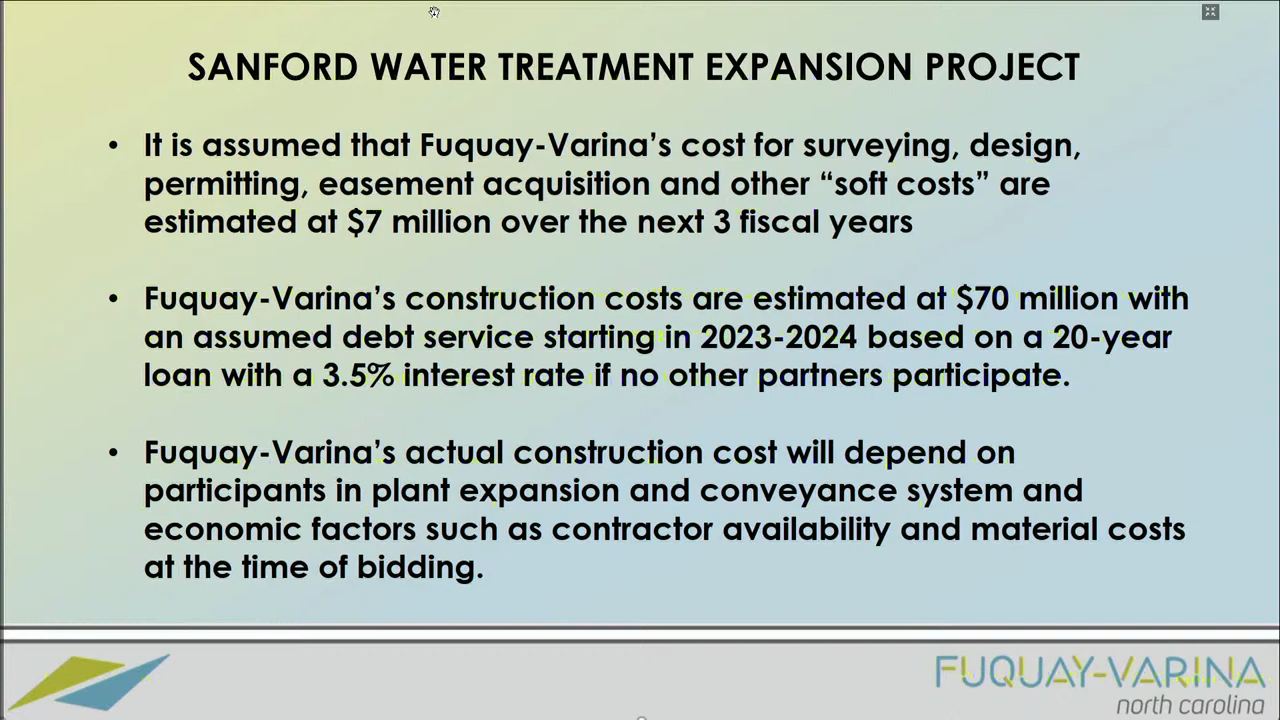 SANFORD WATER TREATMENT EXPANSION PROJECT
• It is assumed that Fuquay-Varina’s cost for surveying, design,
permitting, easement acquisition and other “soft costs” are
estimated at $7 million over the next 3 fiscal years
• Fuquay-Varina’s construction costs are estimated at $70 million with
an assumed debt service starting in 2023-2024 based on a 20-year
loan with a 3.5% interest rate if no other partners participate.
• Fuquay-Varina’s actual construction cost will depend on
participants in plant expansion and conveyance system and
economic factors such as contractor availability and material costs
at the time of bidding.
FUQUAY-VARINA
north carolina